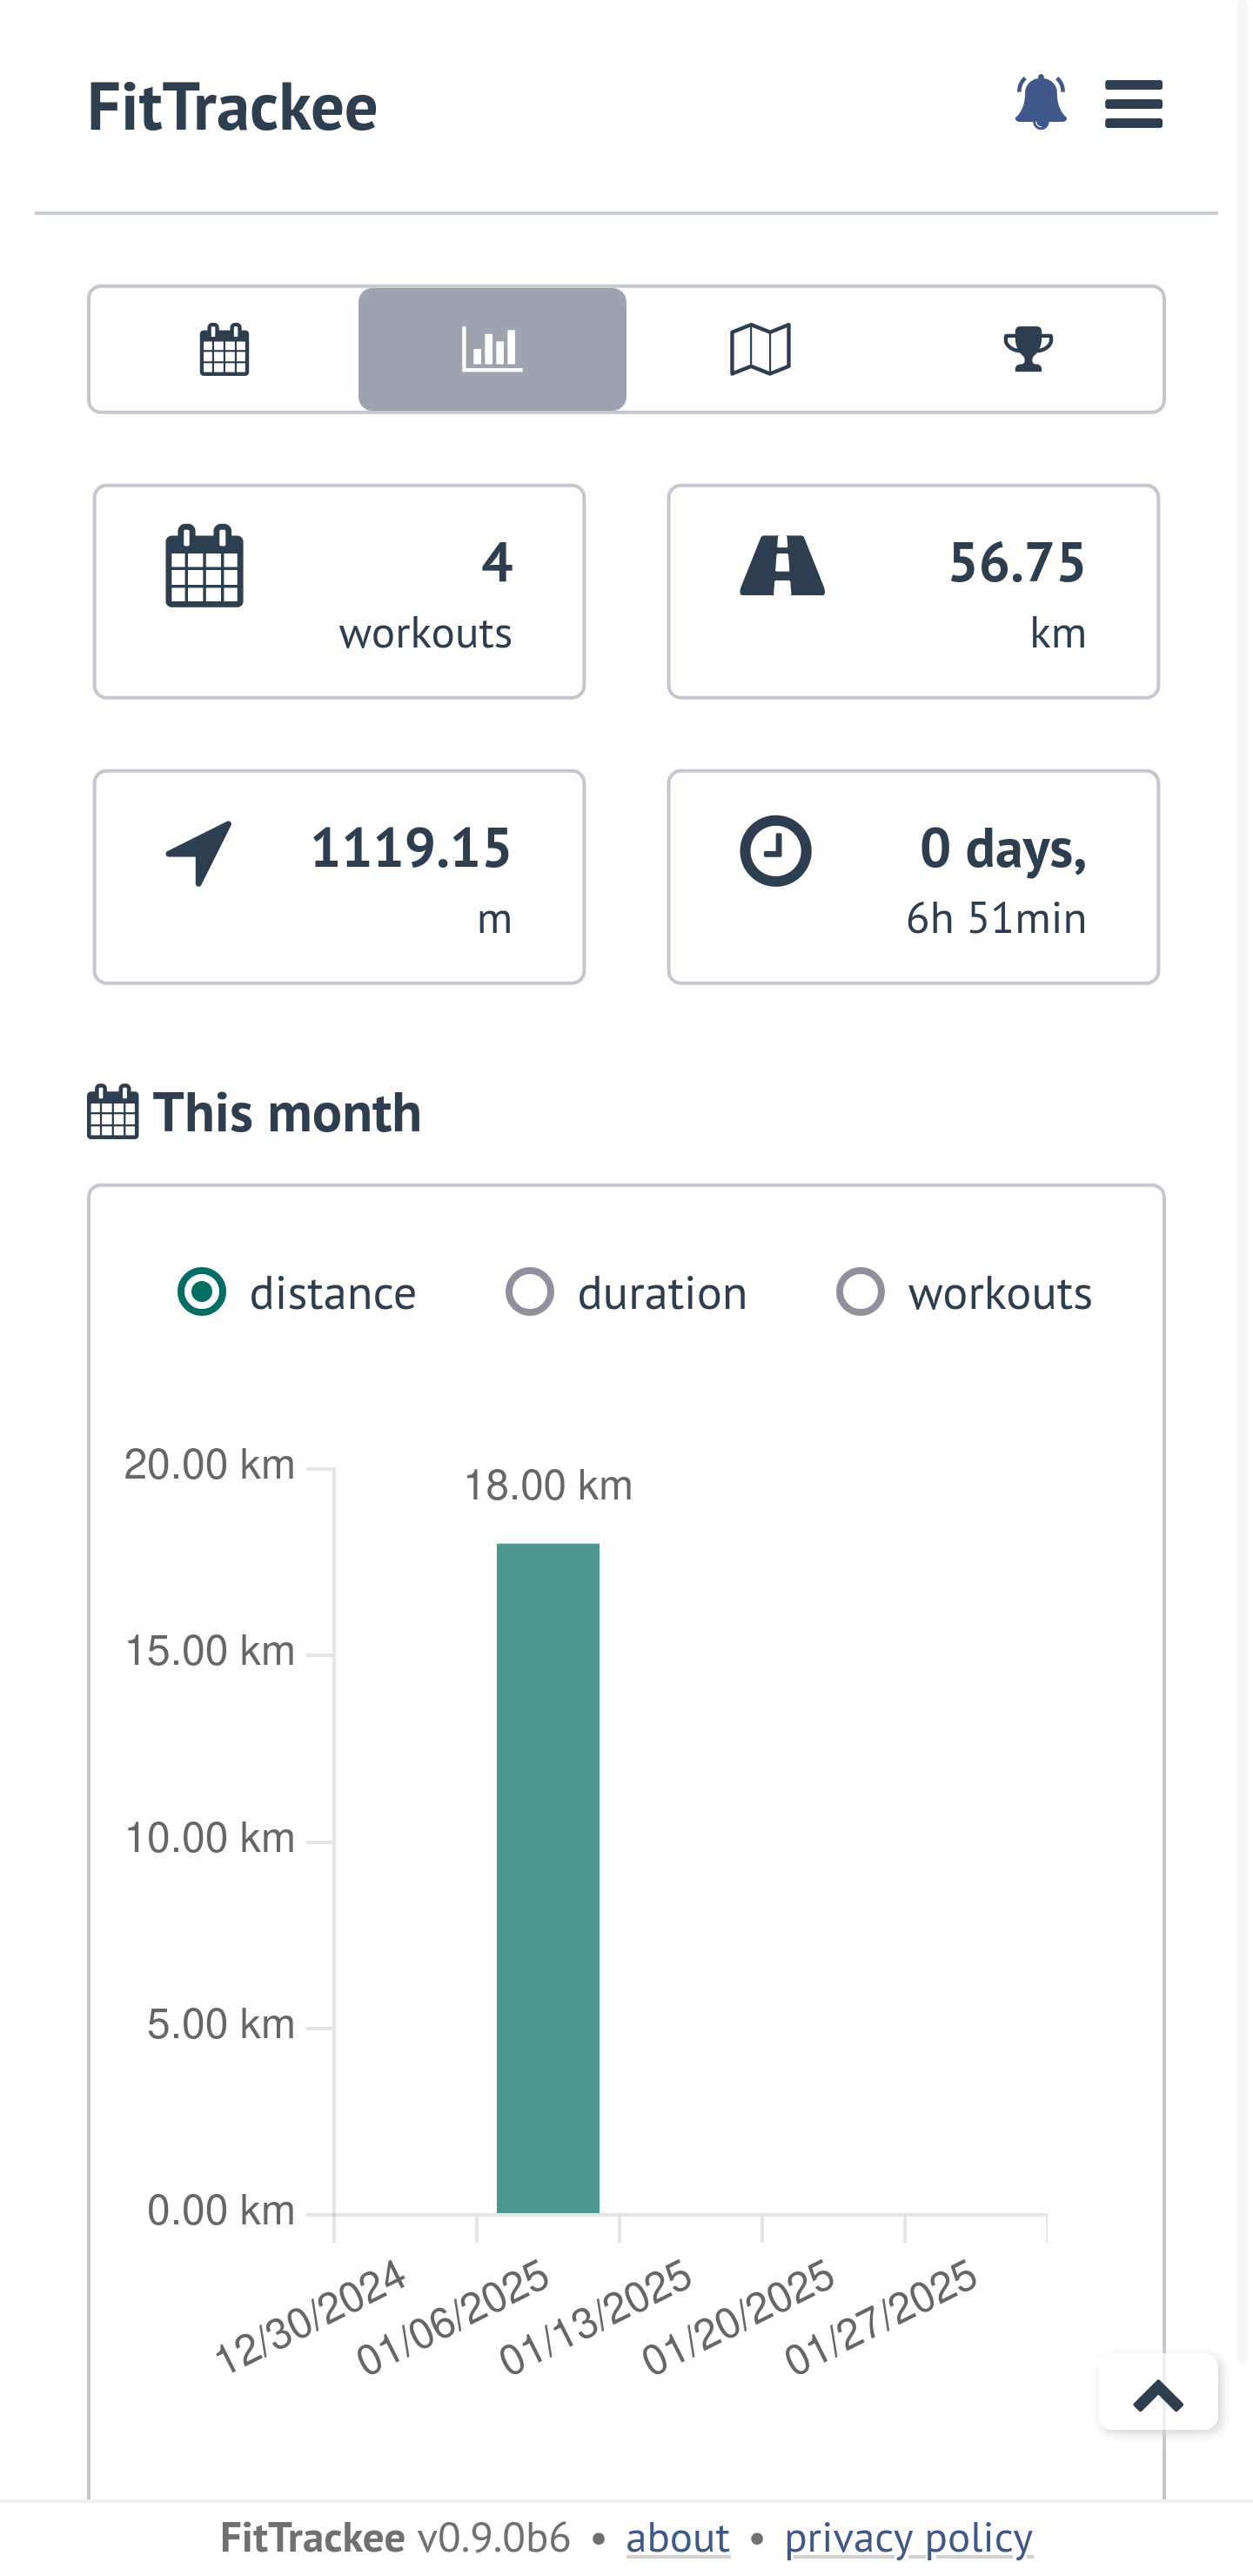 FitTrackee
4
workouts
56.75
km
1119.15
m
0 days,
6h 51min
This month
distance
duration
workouts
20.00 km
18.00 km
15.00 km
10.00 km
5.00 km
0.00 km
12/30/2024
01/06/2025
01/13/2025
01/20/2025
01/27/2025
FitTrackee v0.9.0b6 • about • privacy policy